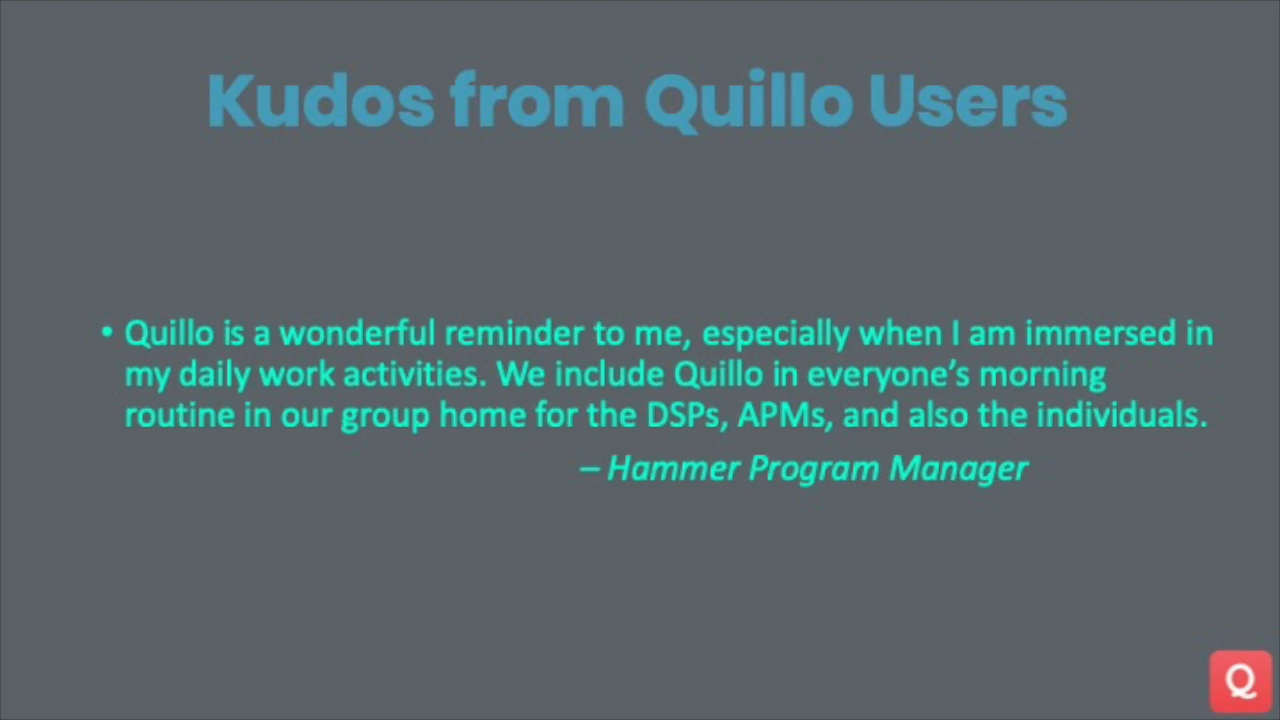 Kudos from Quillo Users
• Quillo is a wonderful reminder to me, especially when I am immersed in
my daily work activities. We include Quillo in everyone’s morning
routine in our group home for the DSPs, APMs, and also the individuals.
– Hammer Program Manager
Q